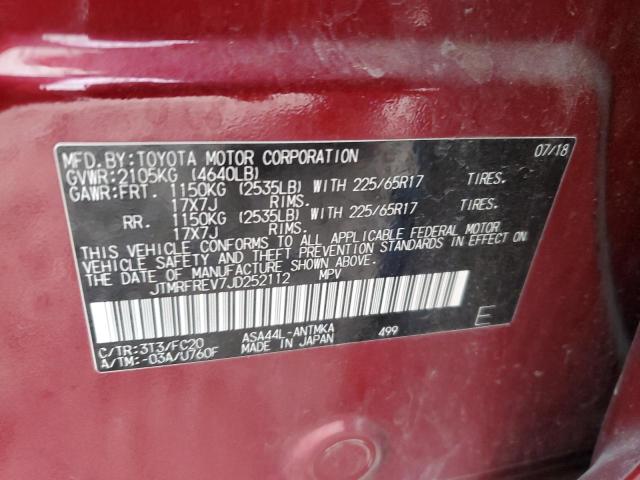 MFD.BY:TOYOTA MOTOR CORPORATION 07/18
GVWR:2105KG (4640LB)
GAWR:FRT. 1150KG (2535LB) WITH 225/65R17 TIRES.
17X7J RIMS.
RR. 1150KG (2535LB) WITH 225/65R17 TIRES.
17X7J RIMS.
THIS VEHICLE CONFORMS TO ALL APPLICABLE FEDERAL MOTOR
VEHICLE SAFETY AND THEFT PREVENTION STANDARDS IN EFFECT ON
THE DATE OF MANUFACTURE SHOWN ABOVE.
JTMRFREV7JD252112 MPV
C/TR:3T3/FC20 ASA44L-ANTMKA 499 E
A/TM:-03A/U760F MADE IN JAPAN